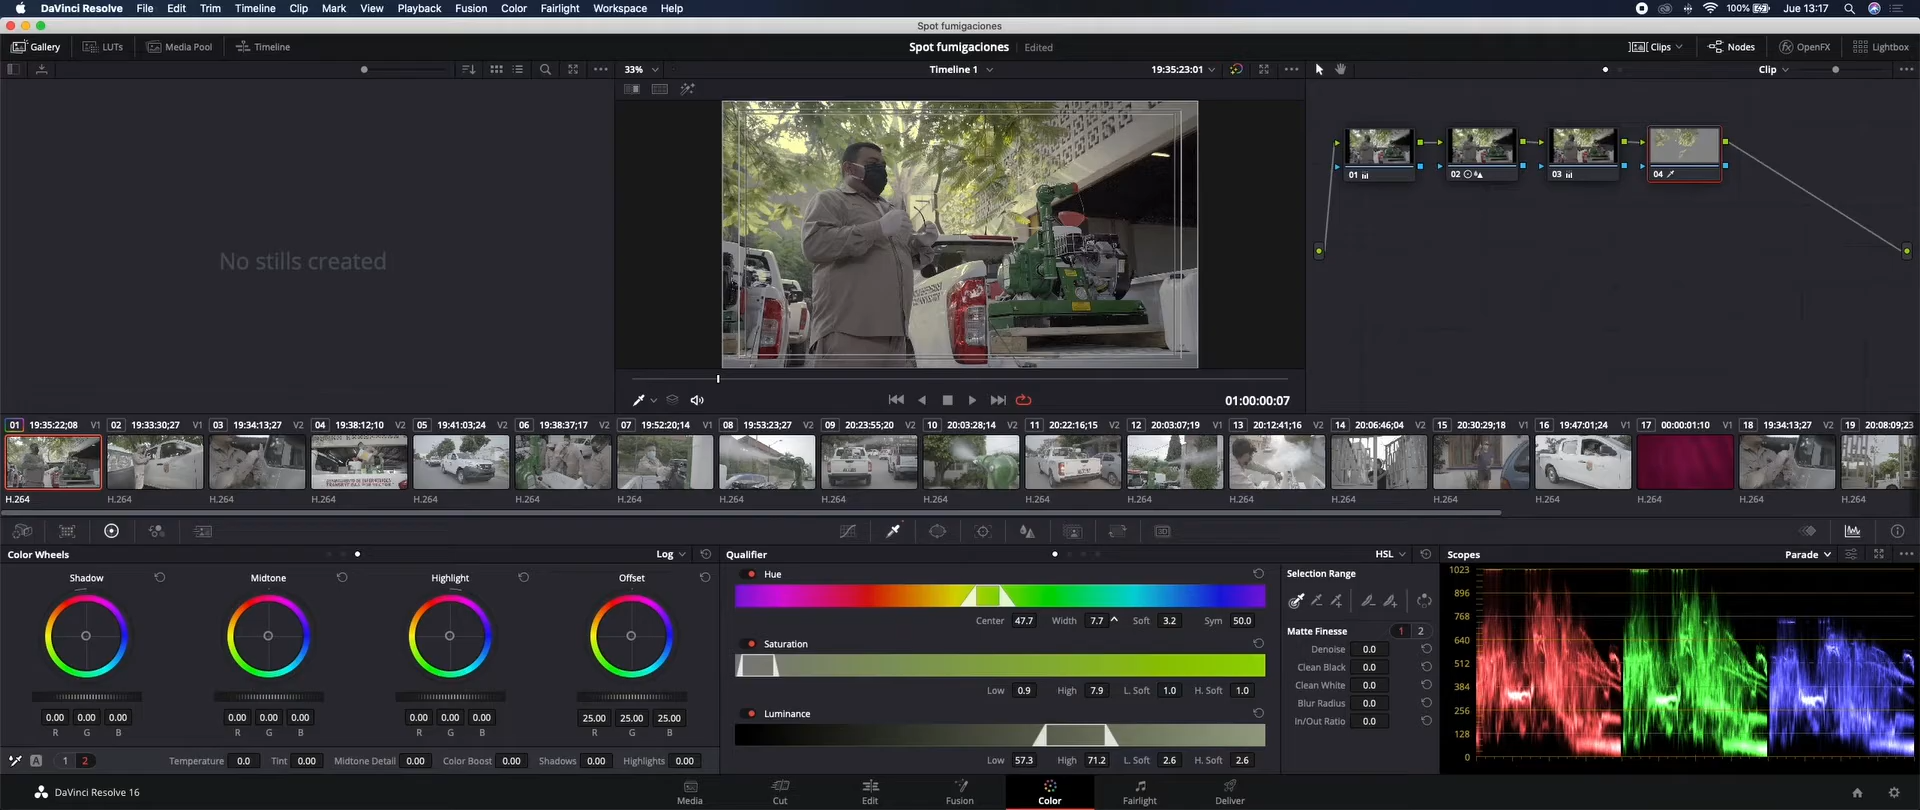 DaVinci Resolve File Edit Trim Timeline Clip Mark View Playback Fusion Color Fairlight Workspace Help 100% Jue 13:17
Spot fumigaciones
Gallery LUTs Media Pool Timeline Spot fumigaciones Edited Clips Nodes OpenFX Lightbox
33% Timeline 1 19:35:23:01 Clip
No stills created
01 02 03 04
01:00:00:07
01 19:35:22;08 V1 02 19:33:30;27 V1 03 19:34:13;27 V2 04 19:38:12;10 V2 05 19:41:03;24 V2 06 19:38:37;17 V2 07 19:52:20;14 V1 08 19:53:23;27 V2 09 20:23:55;20 V2 10 20:03:28;14 V2 11 20:22:16;15 V2 12 20:03:07;19 V1 13 20:12:41;16 V2 14 20:06:46;04 V2 15 20:30:29;18 V1 16 19:47:01;24 V1 17 00:00:01:10 V1 18 19:34:13;27 V2 19 20:08:09;23
H.264 H.264 H.264 H.264 H.264 H.264 H.264 H.264 H.264 H.264 H.264 H.264 H.264 H.264 H.264 H.264 H.264 H.264 H.264
Color Wheels Log Qualifier HSL Scopes Parade
Shadow Midtone Highlight Offset
0.00 0.00 0.00 0.00 0.00 0.00 0.00 0.00 0.00 25.00 25.00 25.00
R G B R G B R G B R G B
A 1 2 Temperature 0.0 Tint 0.00 Midtone Detail 0.00 Color Boost 0.00 Shadows 0.00 Highlights 0.00
Hue
Center 47.7 Width 7.7 Soft 3.2 Sym 50.0
Saturation
Low 0.9 High 7.9 L. Soft 1.0 H. Soft 1.0
Luminance
Low 57.3 High 71.2 L. Soft 2.6 H. Soft 2.6
Selection Range
Matte Finesse 1 2
Denoise 0.0
Clean Black 0.0
Clean White 0.0
Blur Radius 0.0
In/Out Ratio 0.0
1023
896
768
640
512
384
256
128
0
DaVinci Resolve 16 Media Cut Edit Fusion Color Fairlight Deliver